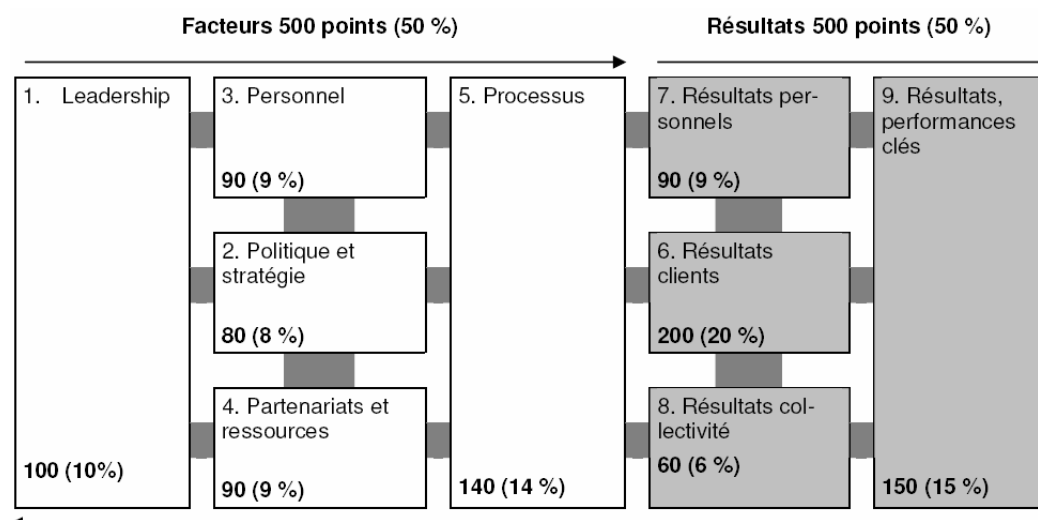 Facteurs 500 points (50 %)
Résultats 500 points (50 %)
1. Leadership
100 (10%)
3. Personnel
90 (9 %)
2. Politique et
stratégie
80 (8 %)
4. Partenariats et
ressources
90 (9 %)
5. Processus
140 (14 %)
7. Résultats per-
sonnels
90 (9 %)
6. Résultats
clients
200 (20 %)
8. Résultats col-
lectivité
60 (6 %)
9. Résultats,
performances
clés
150 (15 %)